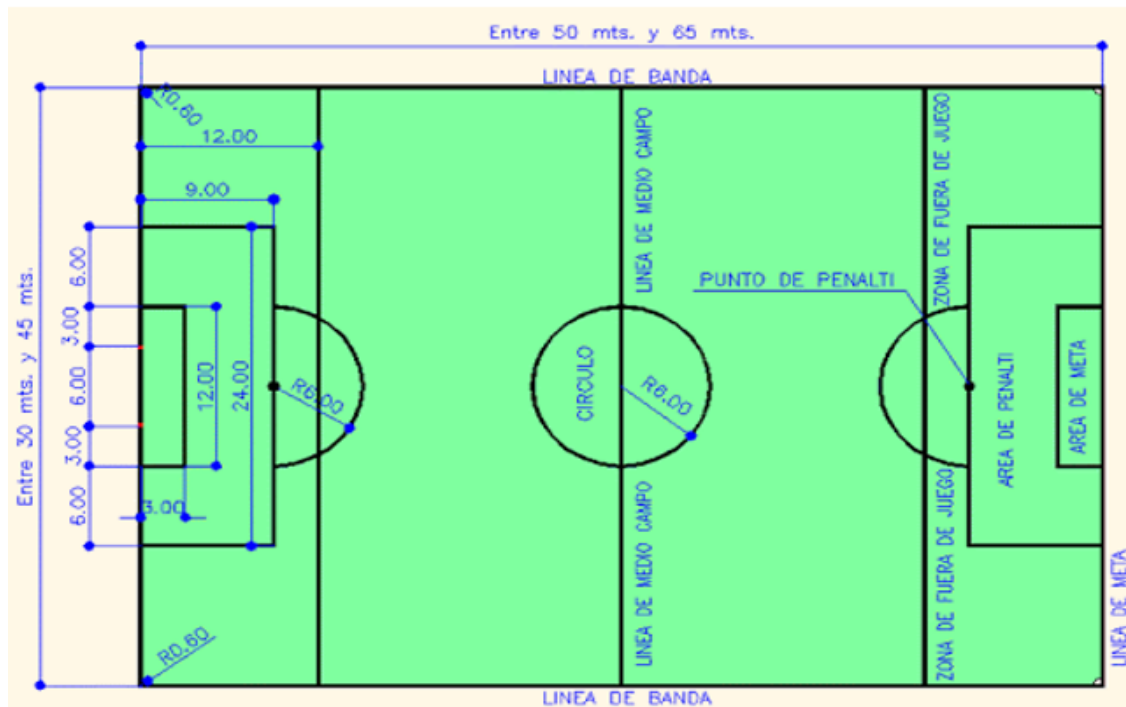 Entre 50 mts. y 65 mts.
LINEA DE BANDA
R0.60
12.00
9.00
6.00
3.00
6.00
3.00
6.00
Entre 30 mts. y 45 mts.
12.00
24.00
R6.00
3.00
R0.60
LINEA DE MEDIO CAMPO
CIRCULO
R6.00
LINEA DE MEDIO CAMPO
PUNTO DE PENALTI
ZONA DE FUERA DE JUEGO
AREA DE PENALTI
AREA DE META
ZONA DE FUERA DE JUEGO
LINEA DE META
LINEA DE BANDA